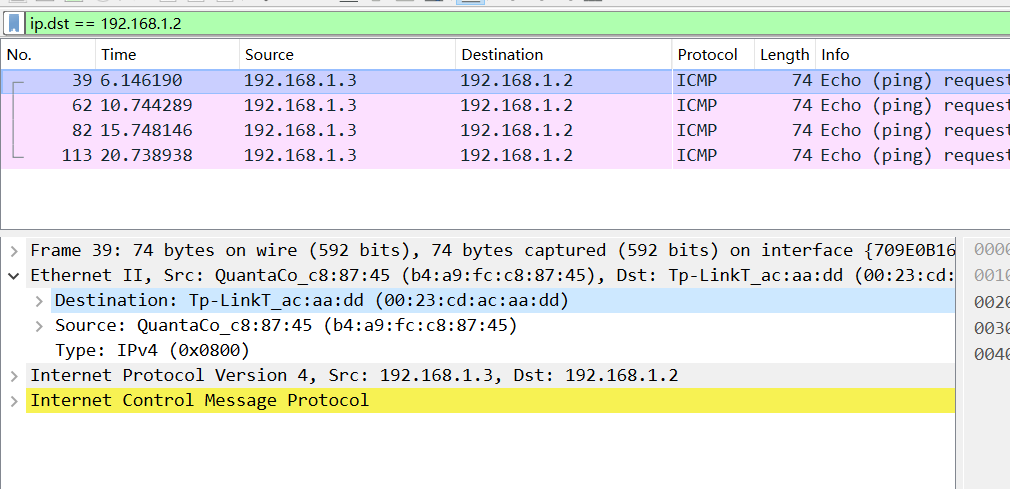 ip.dst == 192.168.1.2
No. Time Source Destination Protocol Length Info
39 6.146190 192.168.1.3 192.168.1.2 ICMP 74 Echo (ping) request
62 10.744289 192.168.1.3 192.168.1.2 ICMP 74 Echo (ping) request
82 15.748146 192.168.1.3 192.168.1.2 ICMP 74 Echo (ping) request
113 20.738938 192.168.1.3 192.168.1.2 ICMP 74 Echo (ping) request
Frame 39: 74 bytes on wire (592 bits), 74 bytes captured (592 bits) on interface {709E0B16
Ethernet II, Src: QuantaCo_c8:87:45 (b4:a9:fc:c8:87:45), Dst: Tp-LinkT_ac:aa:dd (00:23:cd:
Destination: Tp-LinkT_ac:aa:dd (00:23:cd:ac:aa:dd)
Source: QuantaCo_c8:87:45 (b4:a9:fc:c8:87:45)
Type: IPv4 (0x0800)
Internet Protocol Version 4, Src: 192.168.1.3, Dst: 192.168.1.2
Internet Control Message Protocol
0000
0010
0020
0030
0040